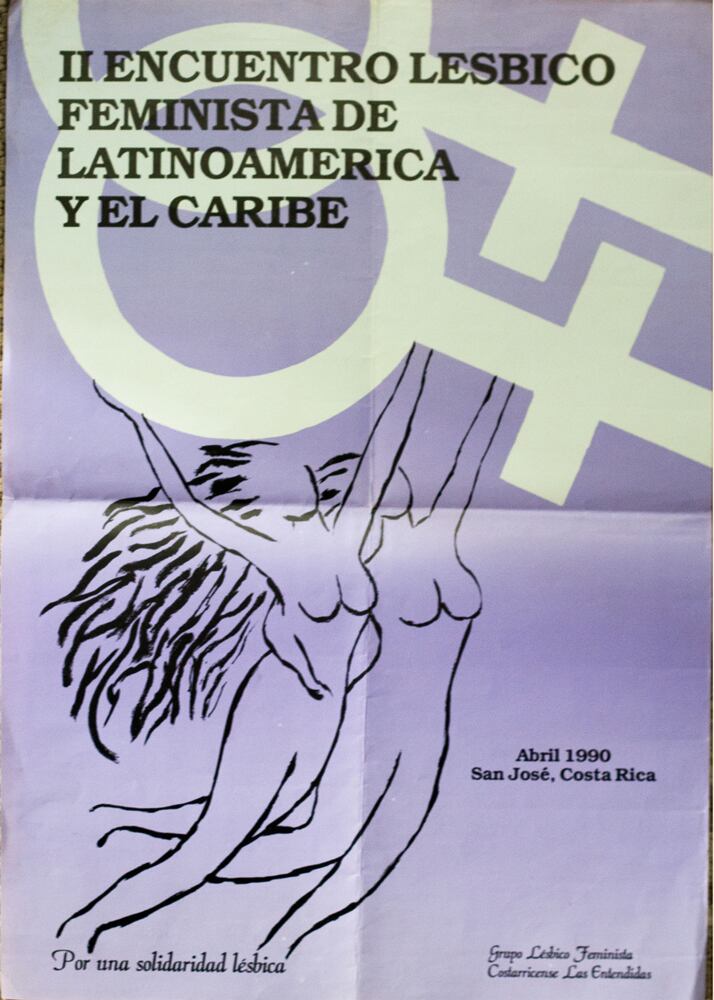 II ENCUENTRO LESBICO
FEMINISTA DE
LATINOAMERICA
Y EL CARIBE
Abril 1990
San José, Costa Rica
Por una solidaridad lésbica
Grupo Lésbico Feminista
Costarricense Las Entendidas